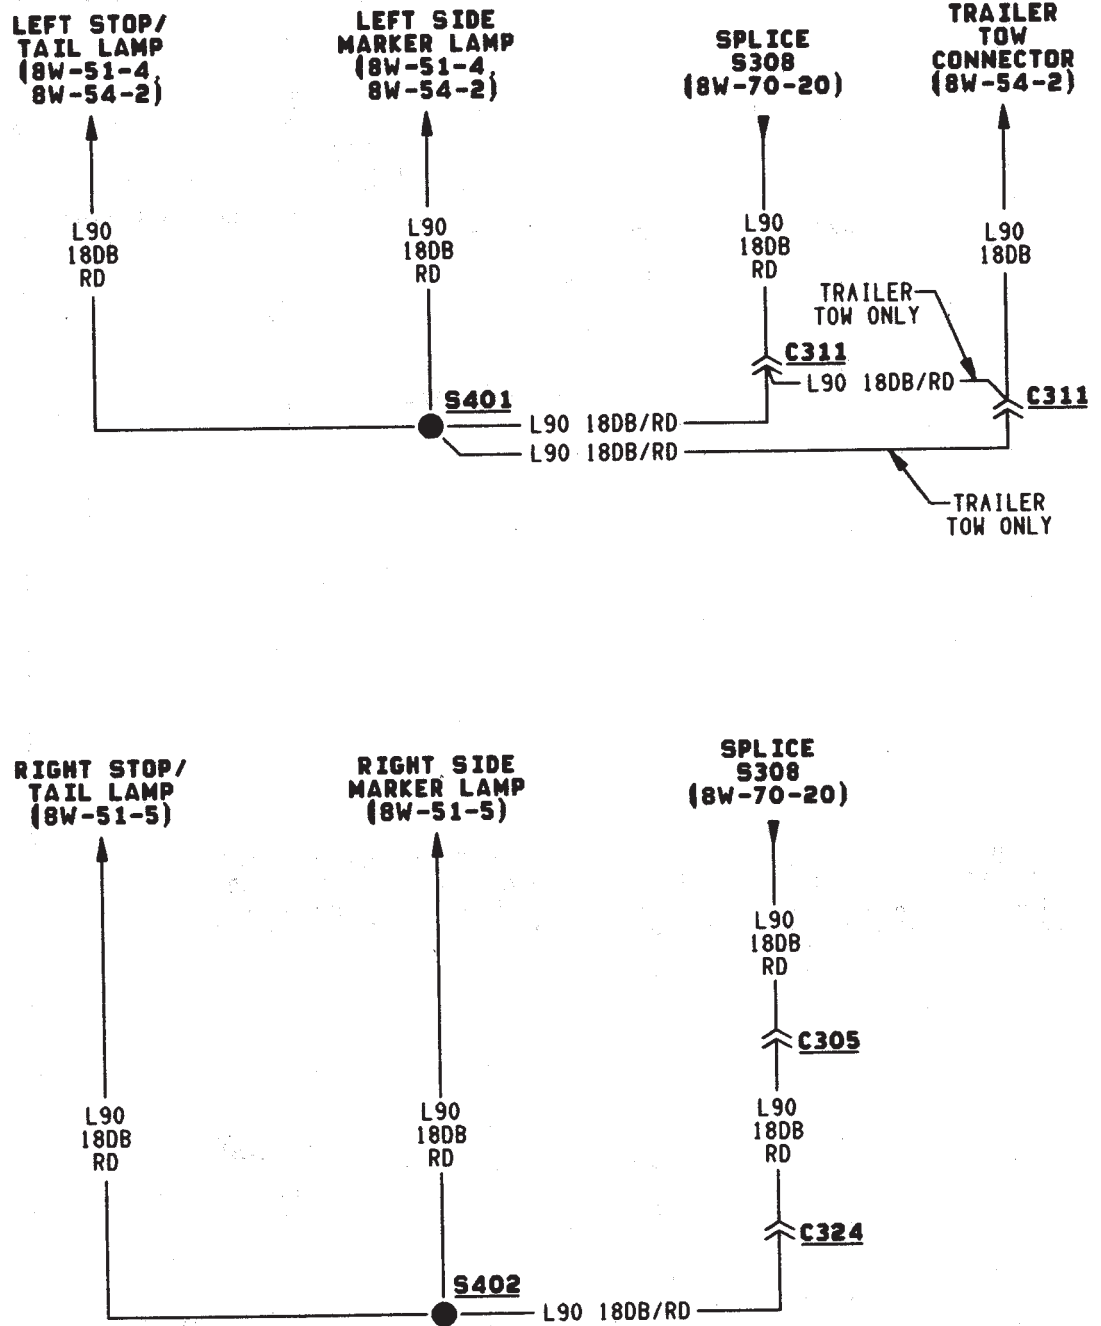 LEFT STOP/
TAIL LAMP
(8W-51-4,
8W-54-2)
LEFT SIDE
MARKER LAMP
(8W-51-4,
8W-54-2)
SPLICE
S308
(8W-70-20)
TRAILER
TOW
CONNECTOR
(8W-54-2)
L90
18DB
RD
L90
18DB
RD
L90
18DB
RD
L90
18DB
TRAILER
TOW ONLY
C311
L90 18DB/RD
C311
S401
L90 18DB/RD
L90 18DB/RD
TRAILER
TOW ONLY
RIGHT STOP/
TAIL LAMP
(8W-51-5)
RIGHT SIDE
MARKER LAMP
(8W-51-5)
SPLICE
S308
(8W-70-20)
L90
18DB
RD
C305
L90
18DB
RD
L90
18DB
RD
L90
18DB
RD
C324
S402
L90 18DB/RD